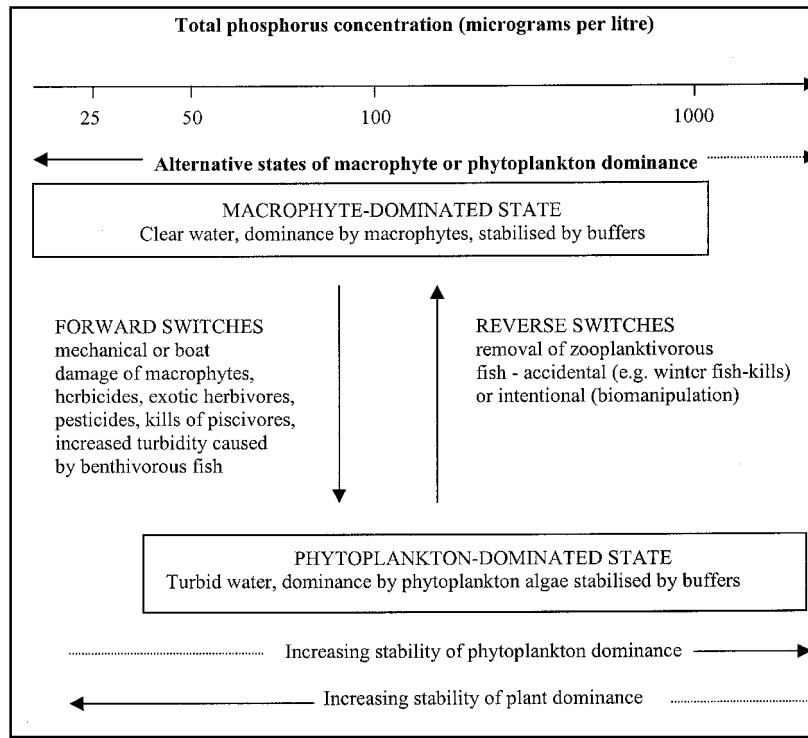 Total phosphorus concentration (micrograms per litre)
25 50 100 1000
Alternative states of macrophyte or phytoplankton dominance
MACROPHYTE-DOMINATED STATE
Clear water, dominance by macrophytes, stabilised by buffers
FORWARD SWITCHES
mechanical or boat
damage of macrophytes,
herbicides, exotic herbivores,
pesticides, kills of piscivores,
increased turbidity caused
by benthivorous fish
REVERSE SWITCHES
removal of zooplanktivorous
fish - accidental (e.g. winter fish-kills)
or intentional (biomanipulation)
PHYTOPLANKTON-DOMINATED STATE
Turbid water, dominance by phytoplankton algae stabilised by buffers
Increasing stability of phytoplankton dominance
Increasing stability of plant dominance